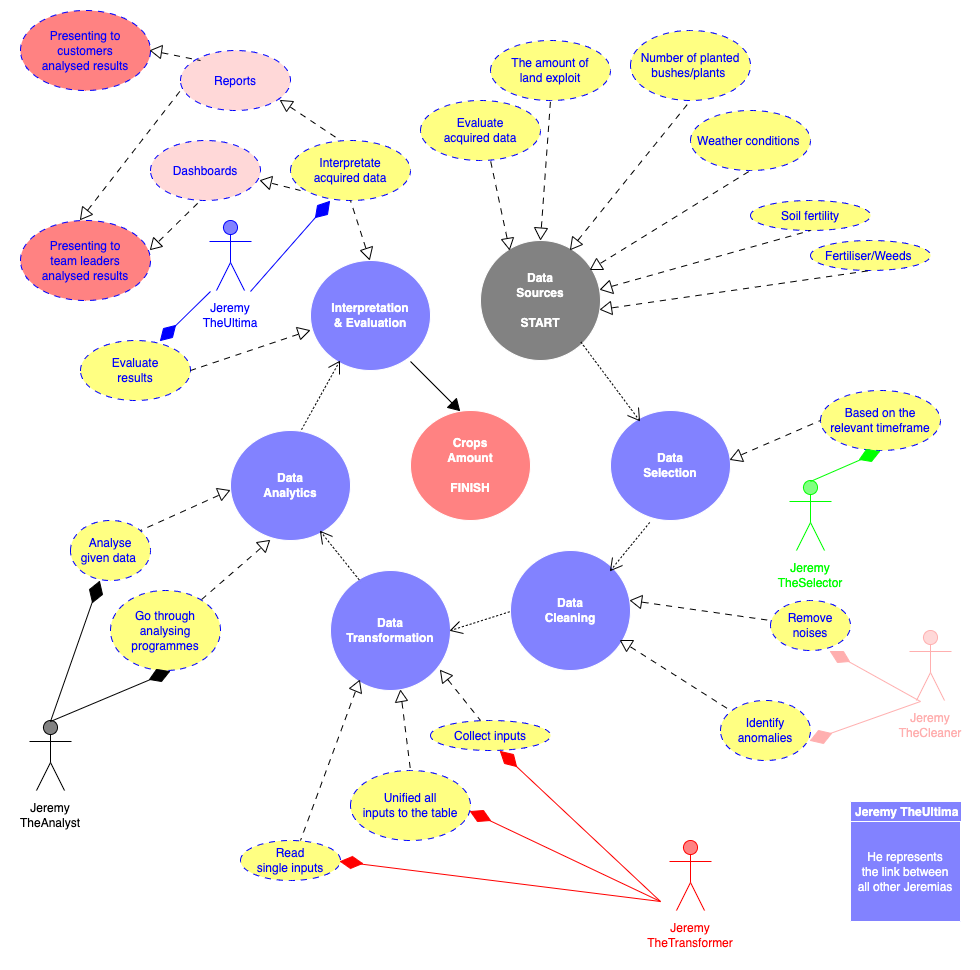 Presenting to
customers
analysed results
Reports
Dashboards
Interpretate
acquired data
Presenting to
team leaders
analysed results
Jeremy
TheUltima
Evaluate
results
Interpretation
& Evaluation
The amount of
land exploit
Number of planted
bushes/plants
Evaluate
acquired data
Weather conditions
Soil fertility
Fertiliser/Weeds
Data
Sources
START
Crops
Amount
FINISH
Data
Selection
Based on the
relevant timeframe
Jeremy
TheSelector
Data
Analytics
Analyse
given data
Go through
analysing
programmes
Jeremy
TheAnalyst
Data
Transformation
Data
Cleaning
Remove
noises
Identify
anomalies
Jeremy
TheCleaner
Collect inputs
Unified all
inputs to the table
Read
single inputs
Jeremy
TheTransformer
Jeremy TheUltima
He represents
the link between
all other Jeremias